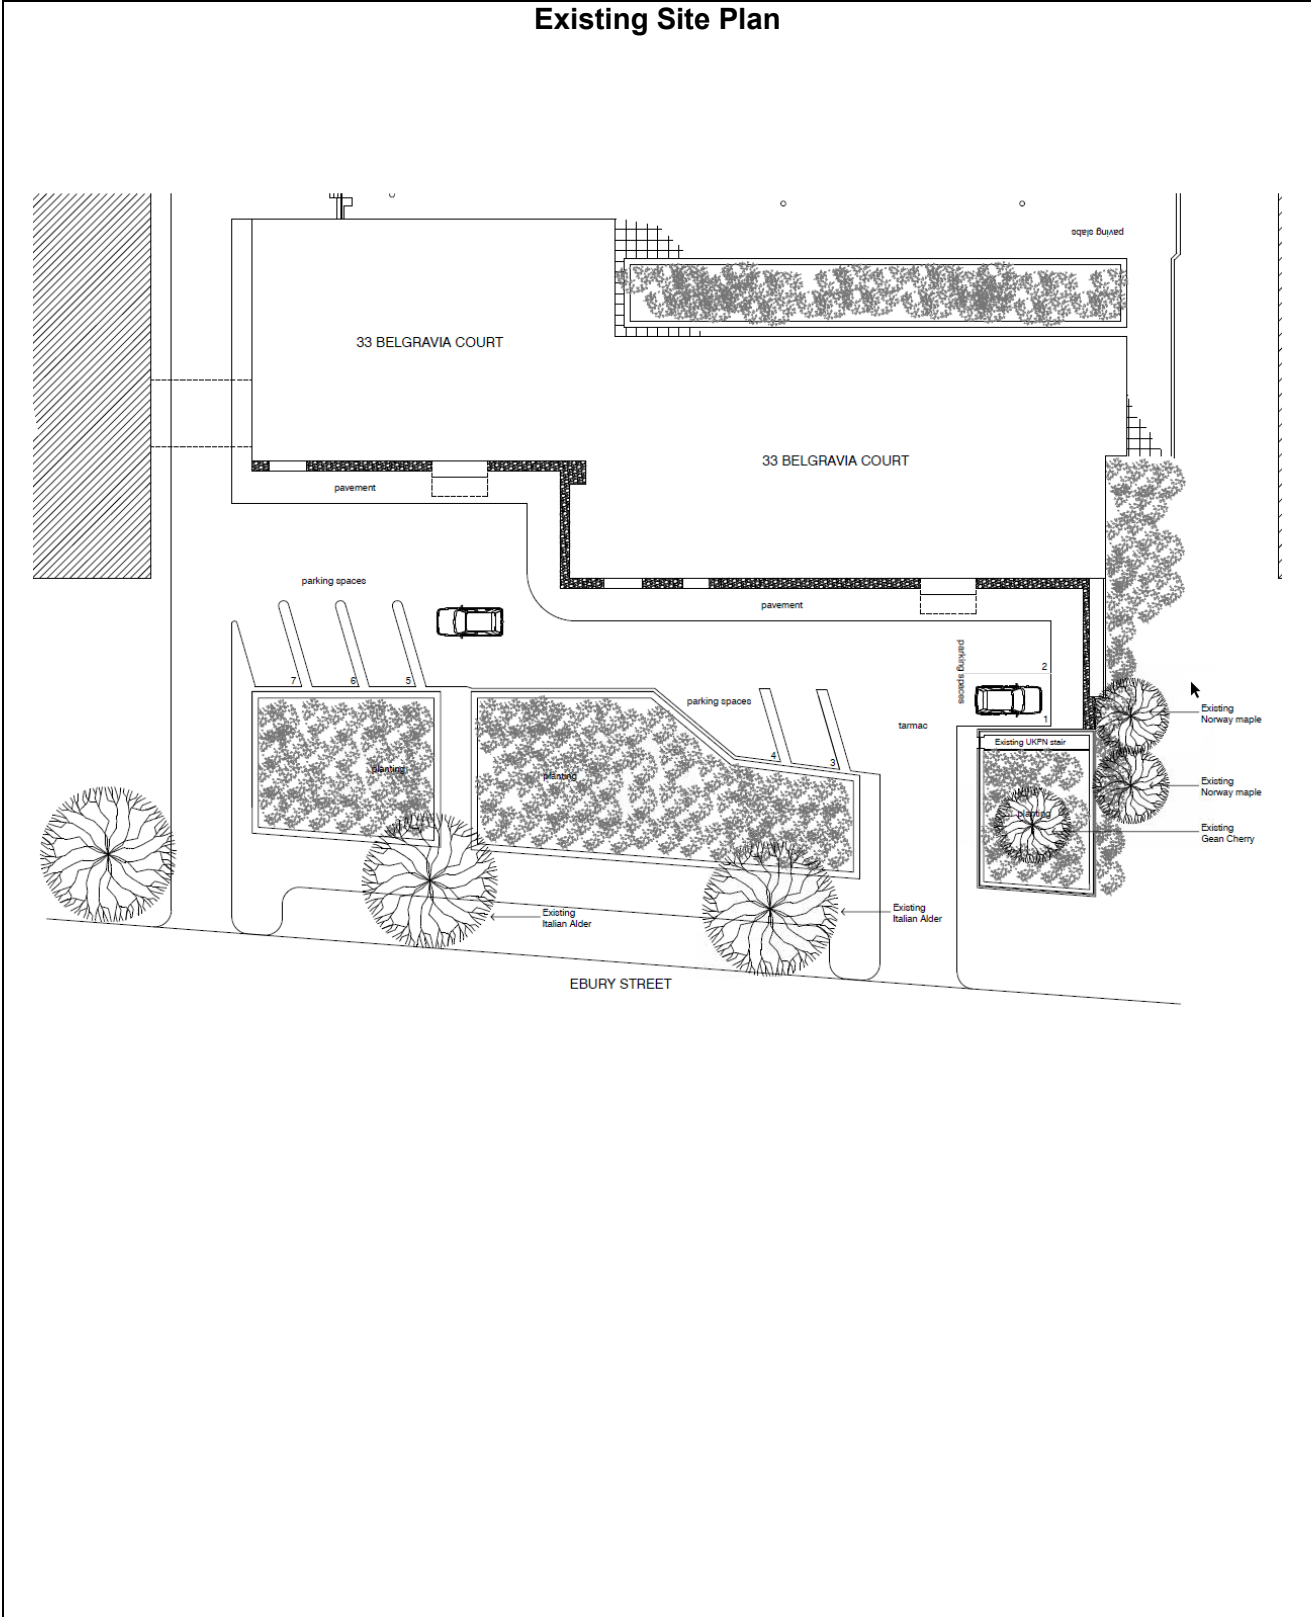 Existing Site Plan
paving slabs
33 BELGRAVIA COURT
33 BELGRAVIA COURT
pavement
parking spaces
pavement
parking spaces
2
7
6
5
parking spaces
1
Existing
Norway maple
tarmac
Existing UKPN stair
4
3
planting
planting
Existing
Norway maple
planting
Existing
Gean Cherry
Existing
Italian Alder
Existing
Italian Alder
EBURY STREET